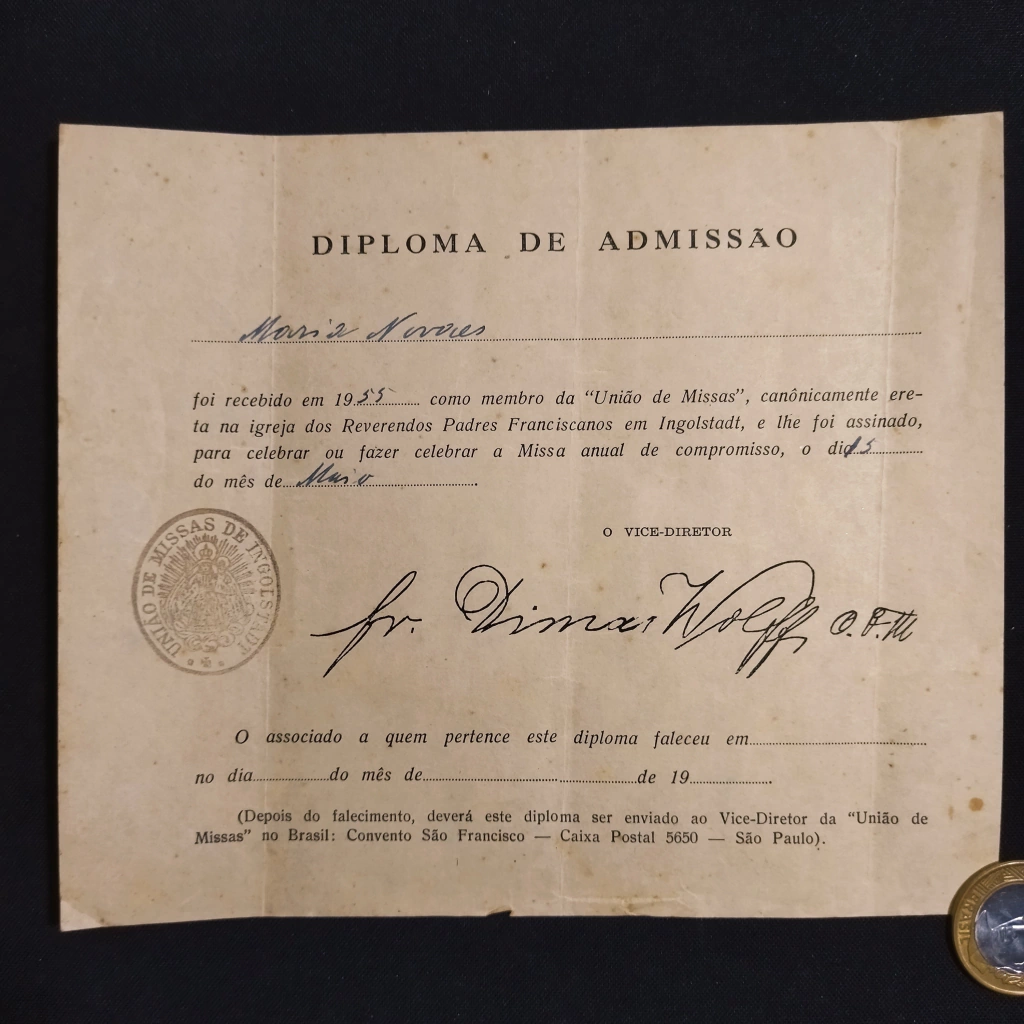 DIPLOMA DE ADMISSÃO
Maria Novaes
foi recebido em 1955 como membro da “União de Missas”, canônicamente ere-
ta na igreja dos Reverendos Padres Franciscanos em Ingolstadt, e lhe foi assinado,
para celebrar ou fazer celebrar a Missa anual de compromisso, o dia 15
do mês de Maio
O VICE-DIRETOR
UNIÃO DE MISSAS DE INGOLSTADT
fr. Dimas Wolff, O.F.M
O associado a quem pertence este diploma faleceu em
no dia do mês de de 19
(Depois do falecimento, deverá este diploma ser enviado ao Vice-Diretor da “União de
Missas” no Brasil: Convento São Francisco — Caixa Postal 5650 — São Paulo).
BRASIL